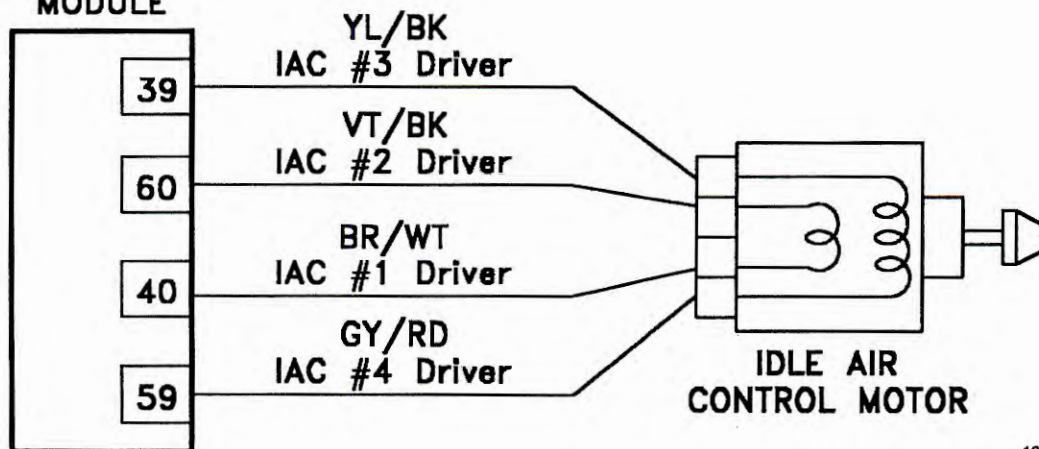 MODULE
39
YL/BK
IAC #3 Driver
60
VT/BK
IAC #2 Driver
40
BR/WT
IAC #1 Driver
59
GY/RD
IAC #4 Driver
IDLE AIR
CONTROL MOTOR